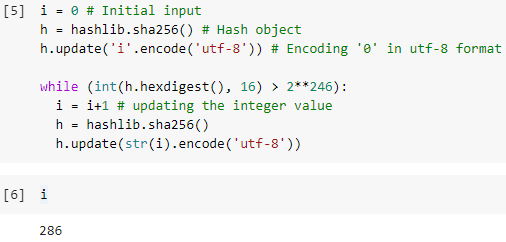 [5] i = 0 # Initial input
h = hashlib.sha256() # Hash object
h.update('i'.encode('utf-8')) # Encoding '0' in utf-8 format
while (int(h.hexdigest(), 16) > 2**246):
i = i+1 # updating the integer value
h = hashlib.sha256()
h.update(str(i).encode('utf-8'))
[6] i
286